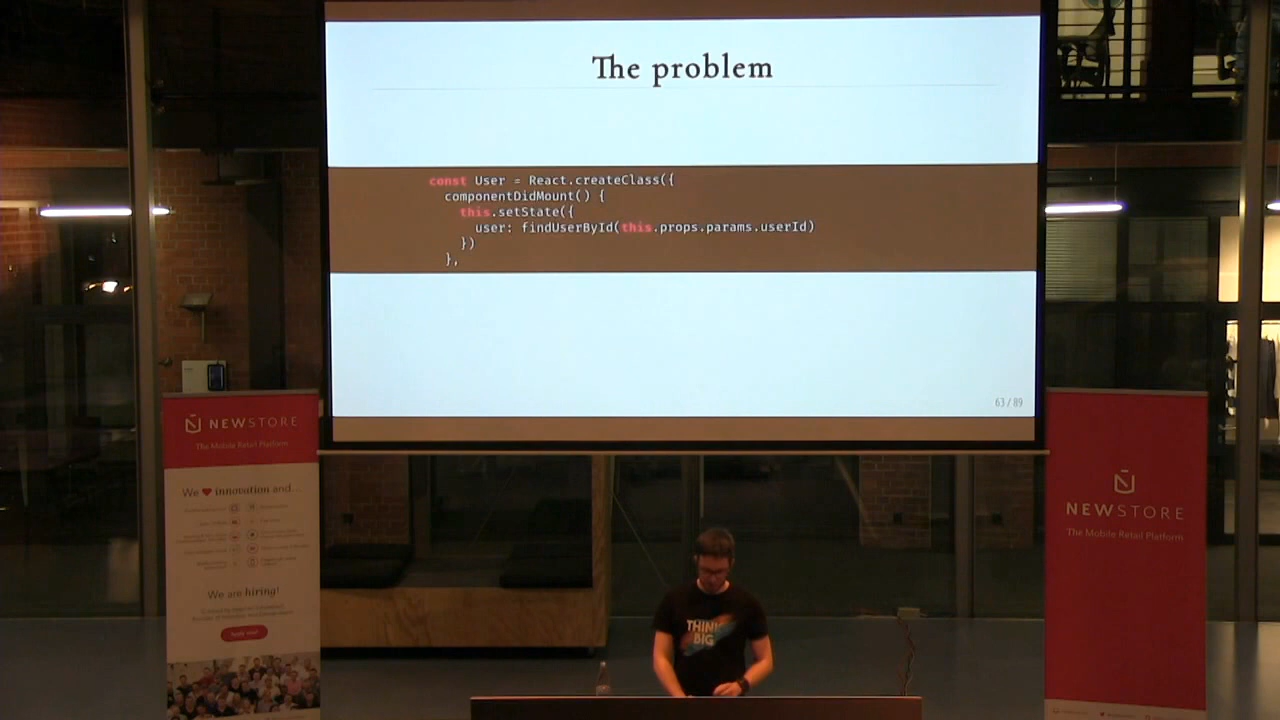 The problem
const User = React.createClass({
componentDidMount() {
this.setState({
user: findUserById(this.props.params.userId)
})
},
63 / 89
NEWSTORE
The Mobile Retail Platform
We ♥ innovation and...
We are hiring!
NEWSTORE
The Mobile Retail Platform
THINK
BIG